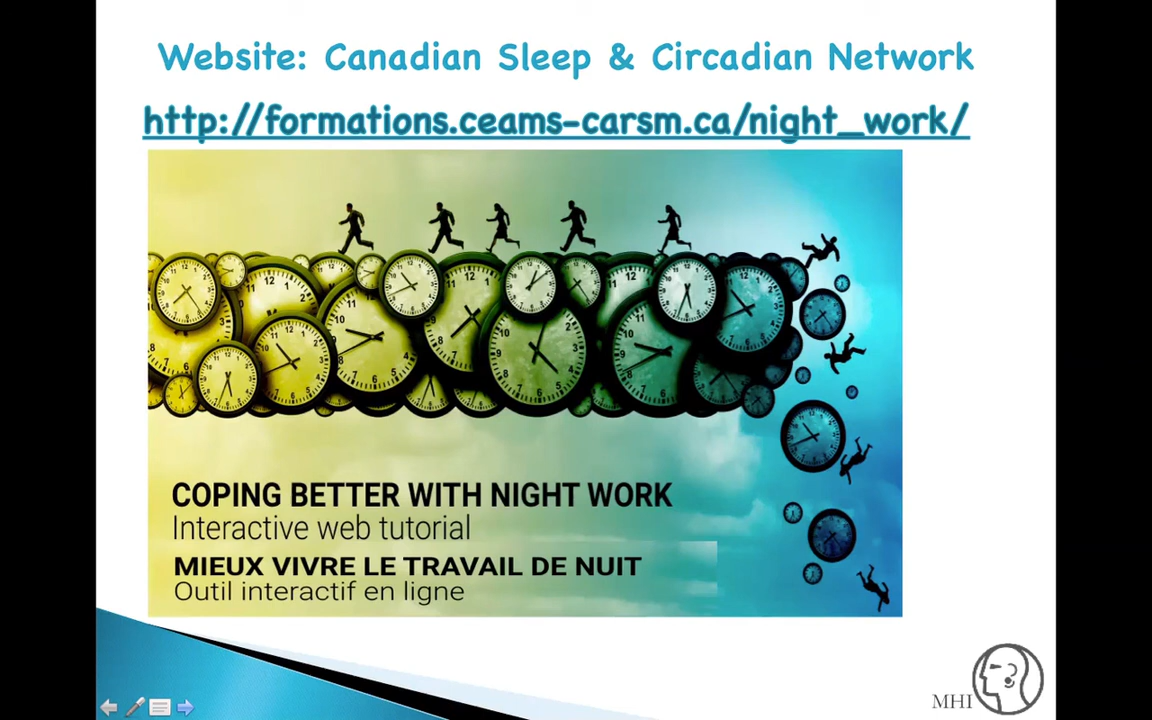 Website: Canadian Sleep & Circadian Network
http://formations.ceams-carsm.ca/night_work/
COPING BETTER WITH NIGHT WORK
Interactive web tutorial
MIEUX VIVRE LE TRAVAIL DE NUIT
Outil interactif en ligne
MHI